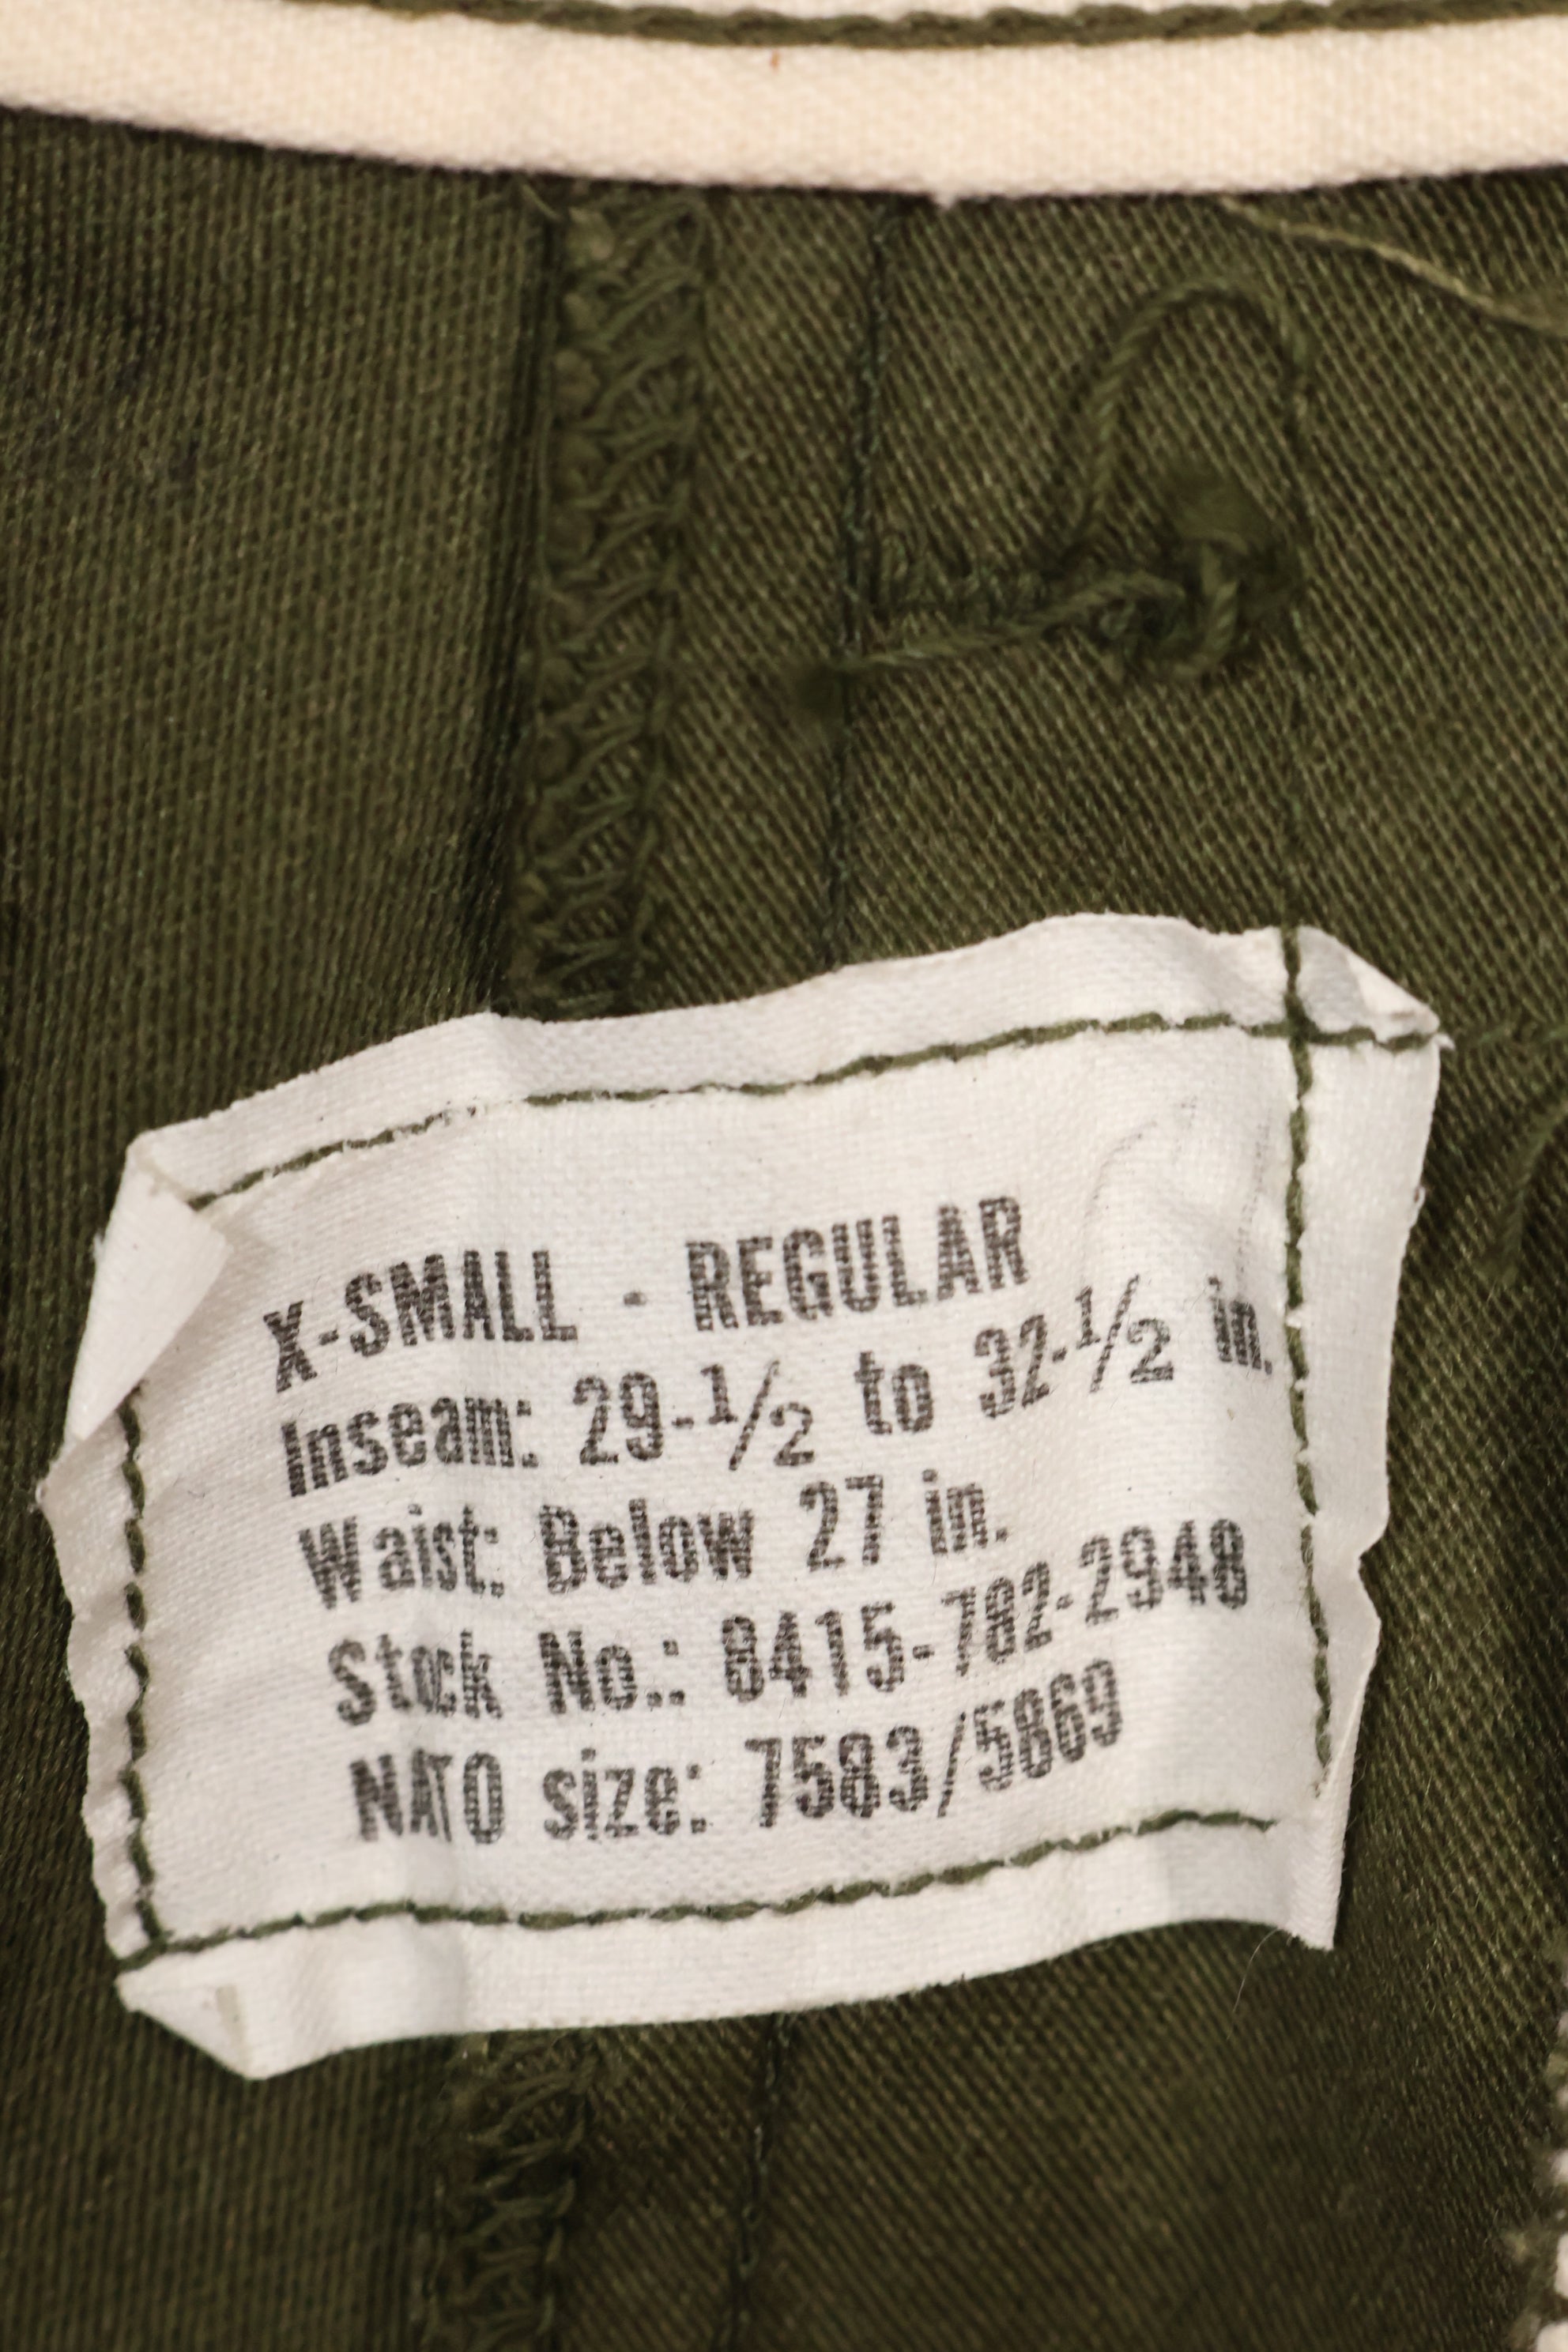 X-SMALL - REGULAR
Inseam: 29-1/2 to 32-1/2 in.
Waist: Below 27 in.
Stock No.: 8415-782-2948
NATO size: 7583/5869